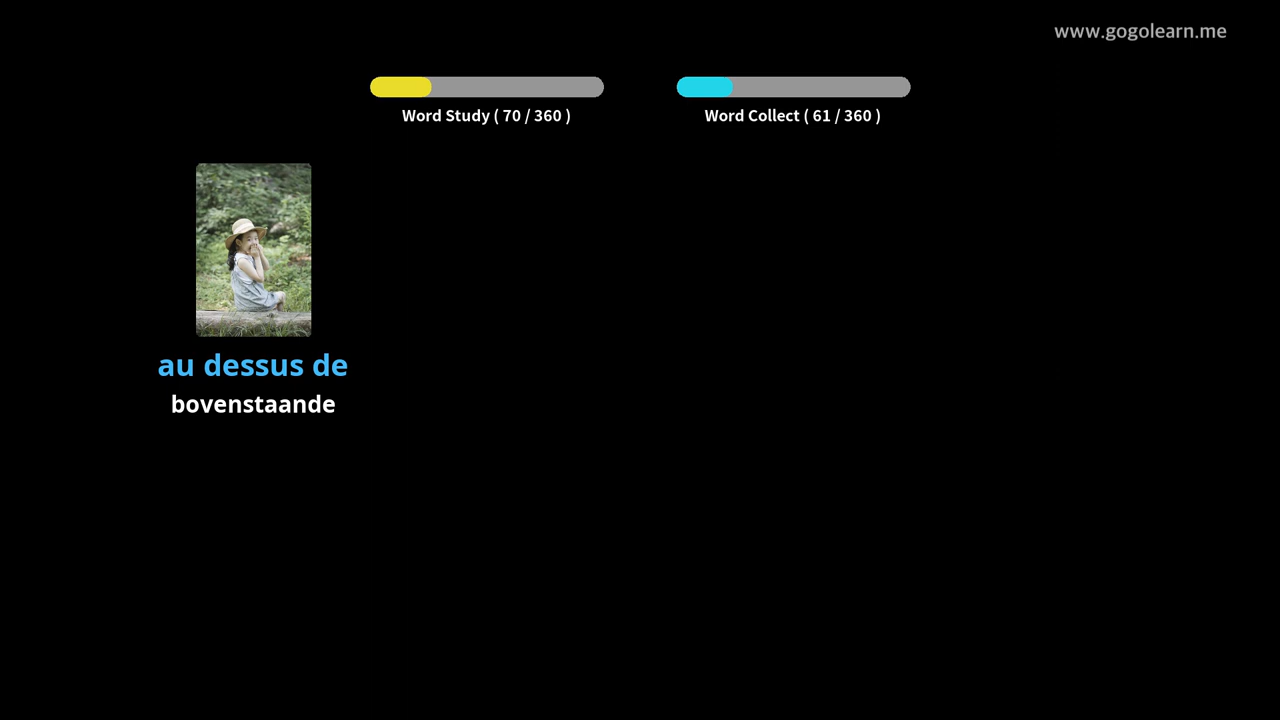 www.gogolearn.me
Word Study ( 70 / 360 )
Word Collect ( 61 / 360 )
au dessus de
bovenstaande